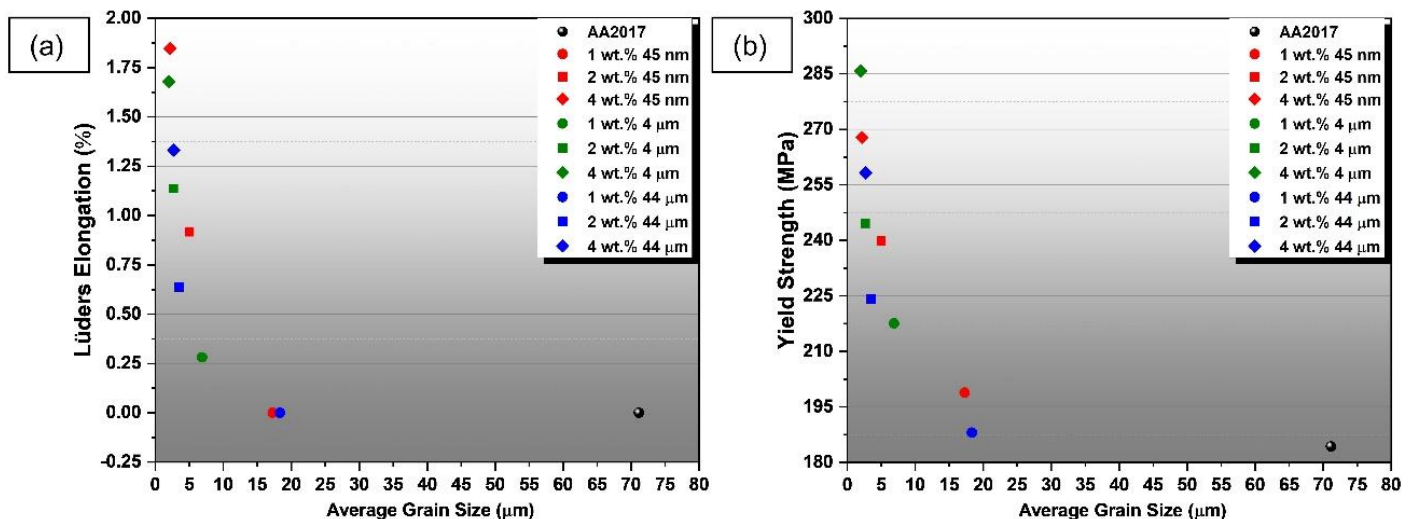 (a)
Lüders Elongation (%)
2.00
1.75
1.50
1.25
1.00
0.75
0.50
0.25
0.00
-0.25
0 5 10 15 20 25 30 35 40 45 50 55 60 65 70 75 80
Average Grain Size (μm)
AA2017
1 wt.% 45 nm
2 wt.% 45 nm
4 wt.% 45 nm
1 wt.% 4 μm
2 wt.% 4 μm
4 wt.% 4 μm
1 wt.% 44 μm
2 wt.% 44 μm
4 wt.% 44 μm
(b)
Yield Strength (MPa)
300
285
270
255
240
225
210
195
180
0 5 10 15 20 25 30 35 40 45 50 55 60 65 70 75 80
Average Grain Size (μm)
AA2017
1 wt.% 45 nm
2 wt.% 45 nm
4 wt.% 45 nm
1 wt.% 4 μm
2 wt.% 4 μm
4 wt.% 4 μm
1 wt.% 44 μm
2 wt.% 44 μm
4 wt.% 44 μm